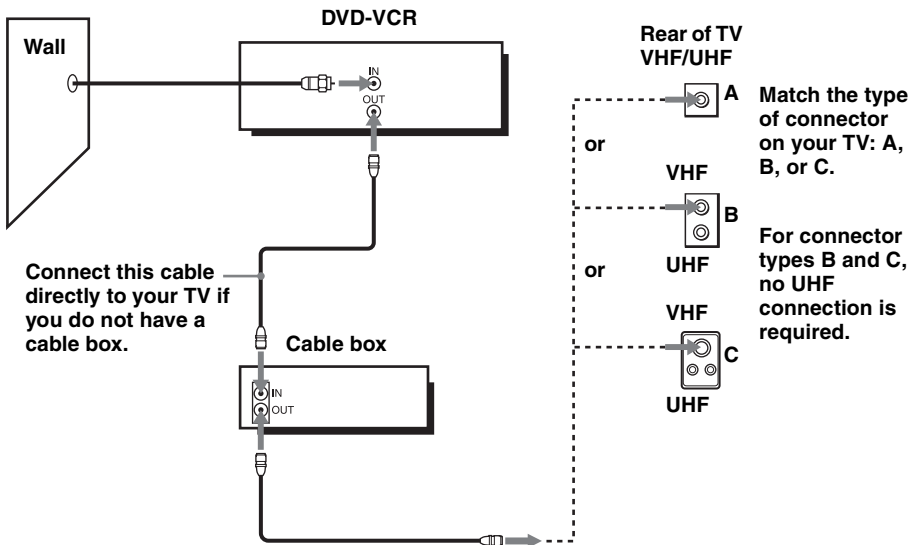 DVD-VCR
Wall
IN
OUT
Rear of TV
VHF/UHF
A
Match the type
of connector
on your TV: A,
B, or C.
or
VHF
B
UHF
For connector
types B and C,
no UHF
connection is
required.
or
VHF
C
UHF
Connect this cable
directly to your TV if
you do not have a
cable box.
Cable box
IN
OUT